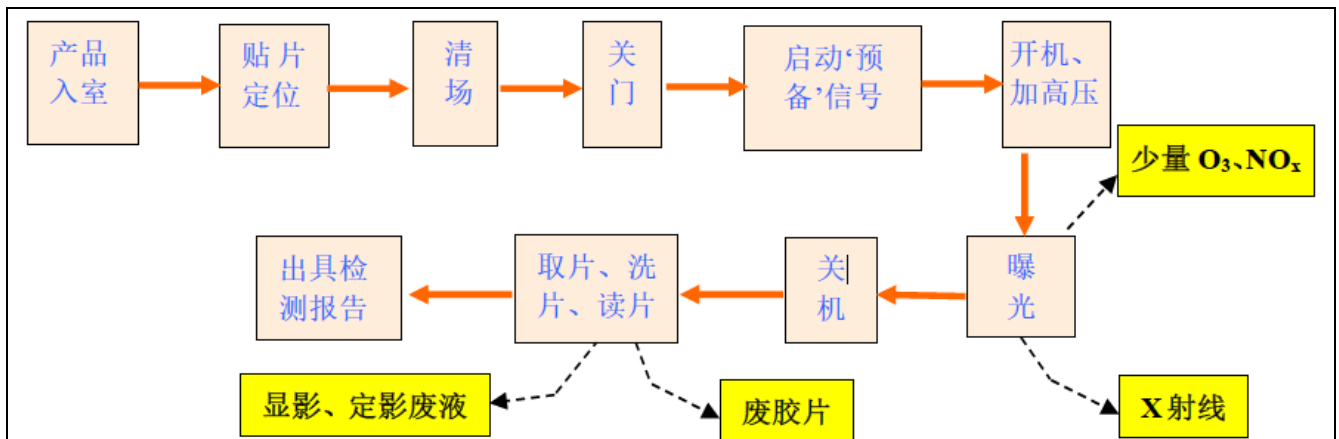 产品
入室
贴 片
定位
清
场
关
门
启动‘预
备’信号
开机、
加高压
少量 O₃、NOₓ
曝
光
关
机
取片、洗
片、读片
出具检
测报告
显影、定影废液
废胶片
X 射线